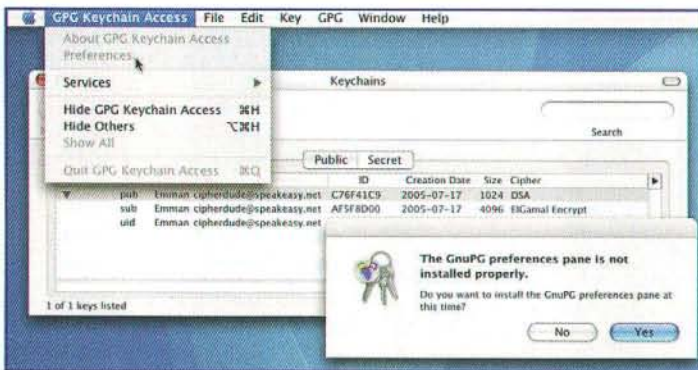 GPG Keychain Access File Edit Key GPG Window Help
About GPG Keychain Access
Preferences...
Services
Hide GPG Keychain Access ⌘H
Hide Others ⌥⌘H
Show All
Quit GPG Keychain Access ⌘Q
Keychains
Search
Public Secret
ID Creation Date Size Cipher
pub Emman cipherdude@speakeasy.net C76F41C9 2005-07-17 1024 DSA
sub Emman cipherdude@speakeasy.net AF5F8D00 2005-07-17 4096 ElGamal Encrypt
uid Emman cipherdude@speakeasy.net
1 of 1 keys listed
The GnuPG preferences pane is not
installed properly.
Do you want to install the GnuPG preferences pane at
this time?
No Yes